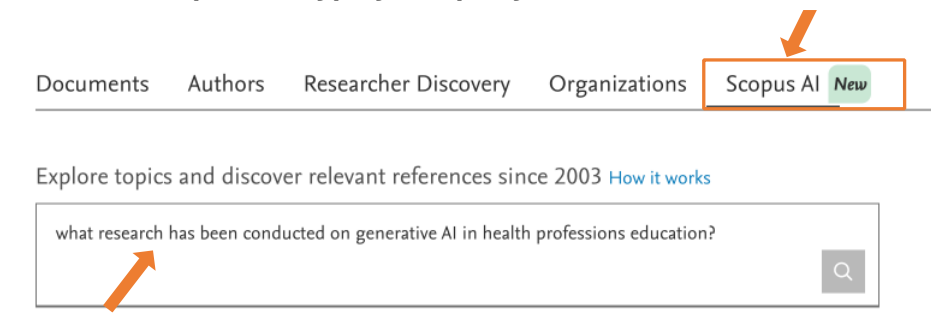 Documents Authors Researcher Discovery Organizations Scopus AI New
Explore topics and discover relevant references since 2003 How it works
what research has been conducted on generative AI in health professions education?